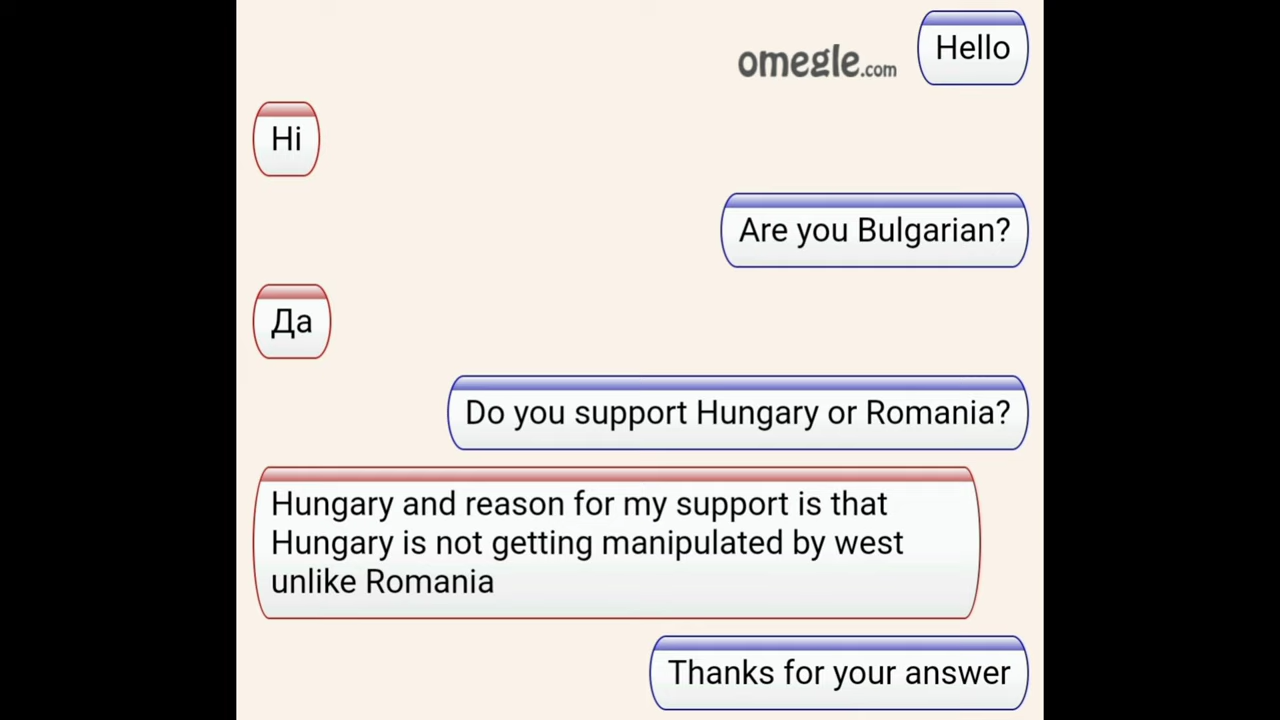 Hello
omegle.com
Hi
Are you Bulgarian?
Да
Do you support Hungary or Romania?
Hungary and reason for my support is that
Hungary is not getting manipulated by west
unlike Romania
Thanks for your answer